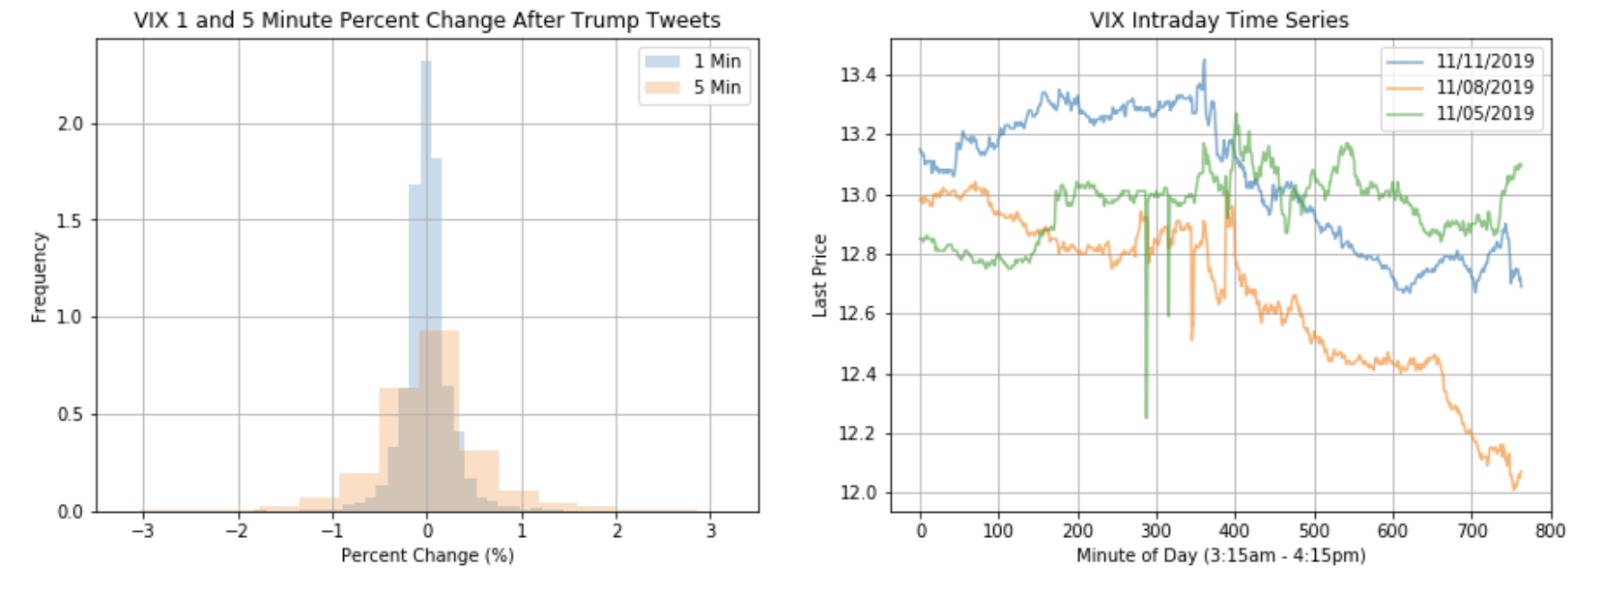 VIX 1 and 5 Minute Percent Change After Trump Tweets
1 Min
5 Min
2.0
1.5
1.0
0.5
0.0
Frequency
−3 −2 −1 0 1 2 3
Percent Change (%)
VIX Intraday Time Series
11/11/2019
11/08/2019
11/05/2019
13.4
13.2
13.0
12.8
12.6
12.4
12.2
12.0
Last Price
0 100 200 300 400 500 600 700 800
Minute of Day (3:15am - 4:15pm)